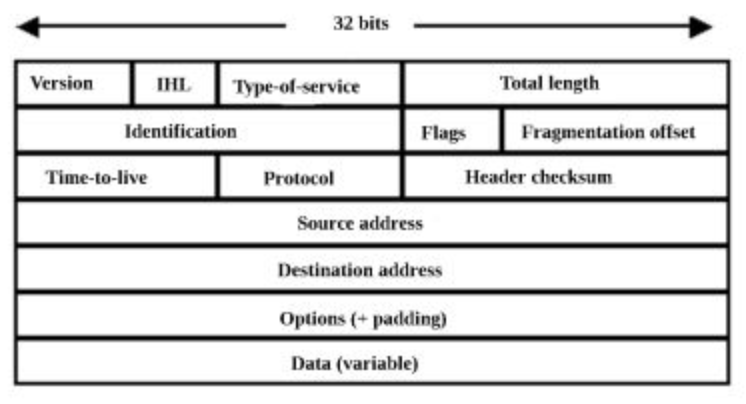 32 bits
Version IHL Type-of-service Total length
Identification Flags Fragmentation offset
Time-to-live Protocol Header checksum
Source address
Destination address
Options (+ padding)
Data (variable)